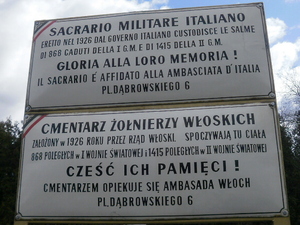 SACRARIO MILITARE ITALIANO
ERETTO NEL 1926 DAL GOVERNO ITALIANO CUSTODISCE LE SALME
DI 868 CADUTI DELLA I G.M. E DI 1415 DELLA II G.M.
GLORIA ALLA LORO MEMORIA !
IL SACRARIO É AFFIDATO ALLA AMBASCIATA D'ITALIA
PL.DĄBROWSKIEGO 6
CMENTARZ ŻOŁNIERZY WŁOSKICH
ZAŁOŻONY W 1926 ROKU PRZEZ RZĄD WŁOSKI. SPOCZYWAJĄ TU CIAŁA
868 POLEGŁYCH W I WOJNIE ŚWIATOWEJ I 1415 POLEGŁYCH W II WOJNIE ŚWIATOWEJ
CZEŚĆ ICH PAMIĘCI !
CMENTARZEM OPIEKUJE SIĘ AMBASADA WŁOCH
PL.DĄBROWSKIEGO 6